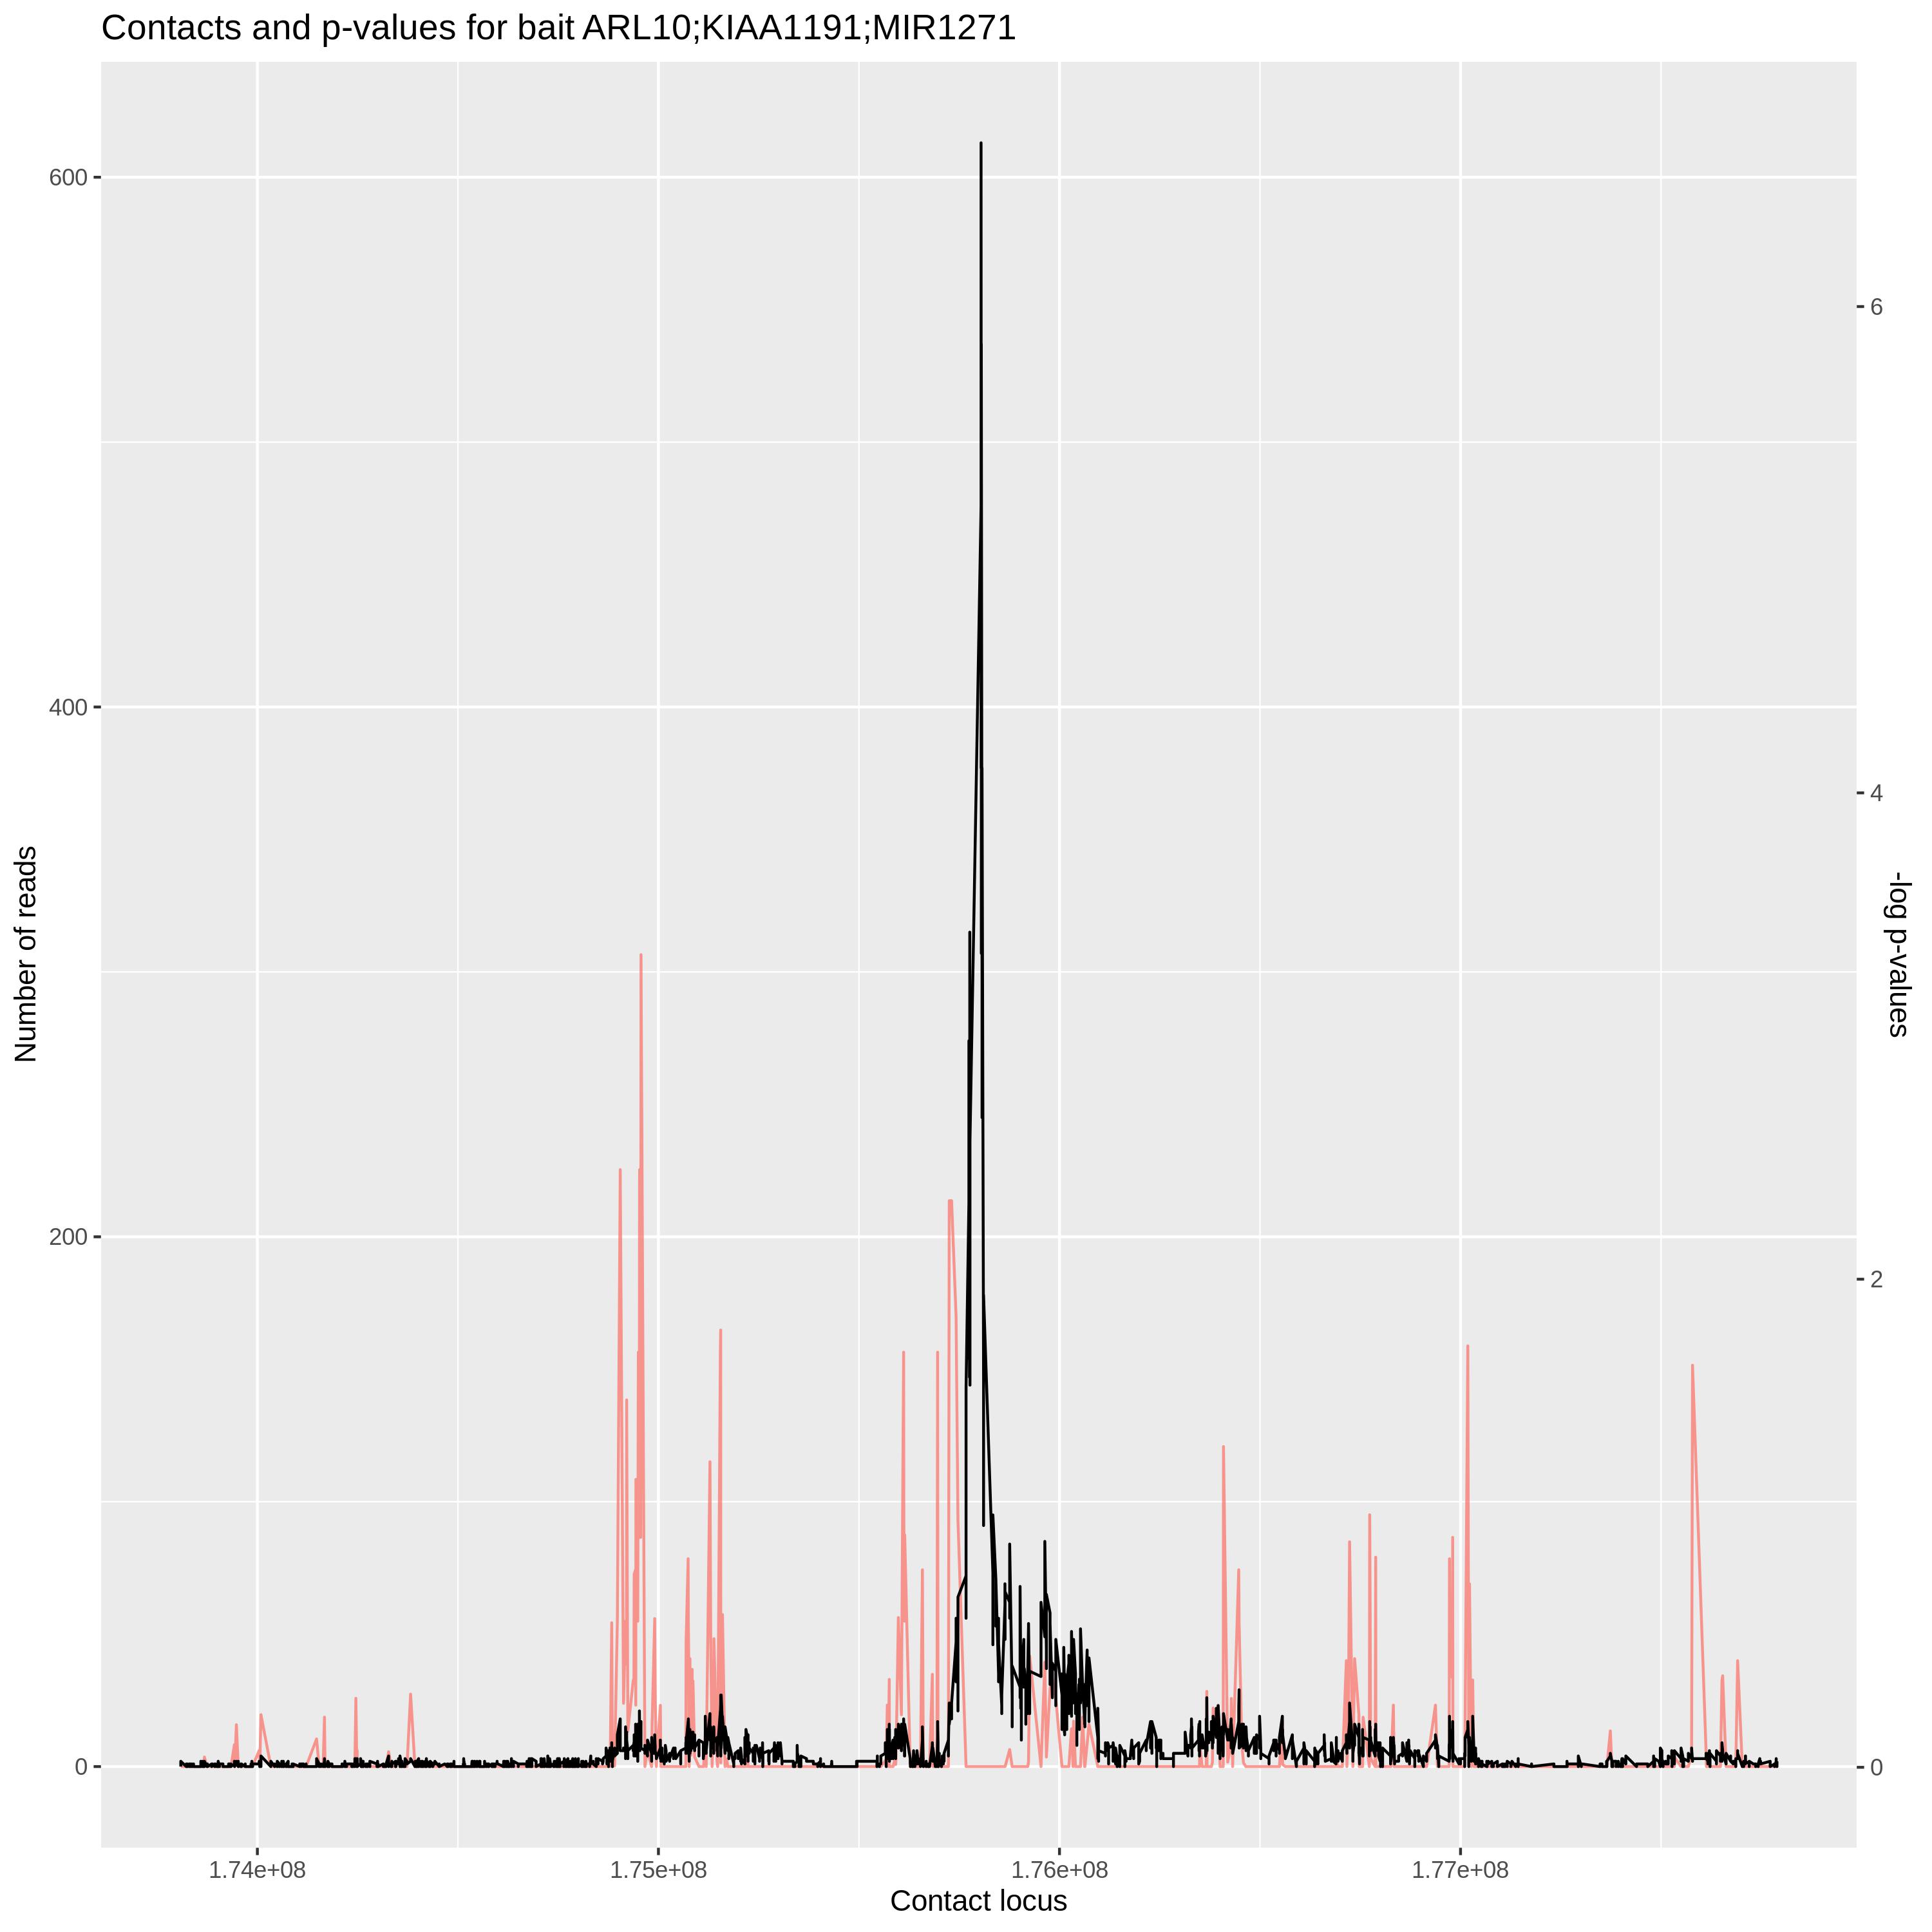 Contacts and p-values for bait ARL10;KIAA1191;MIR1271
600
400
200
0
Number of reads
6
4
2
0
-log p-values
1.74e+08
1.75e+08
1.76e+08
1.77e+08
Contact locus